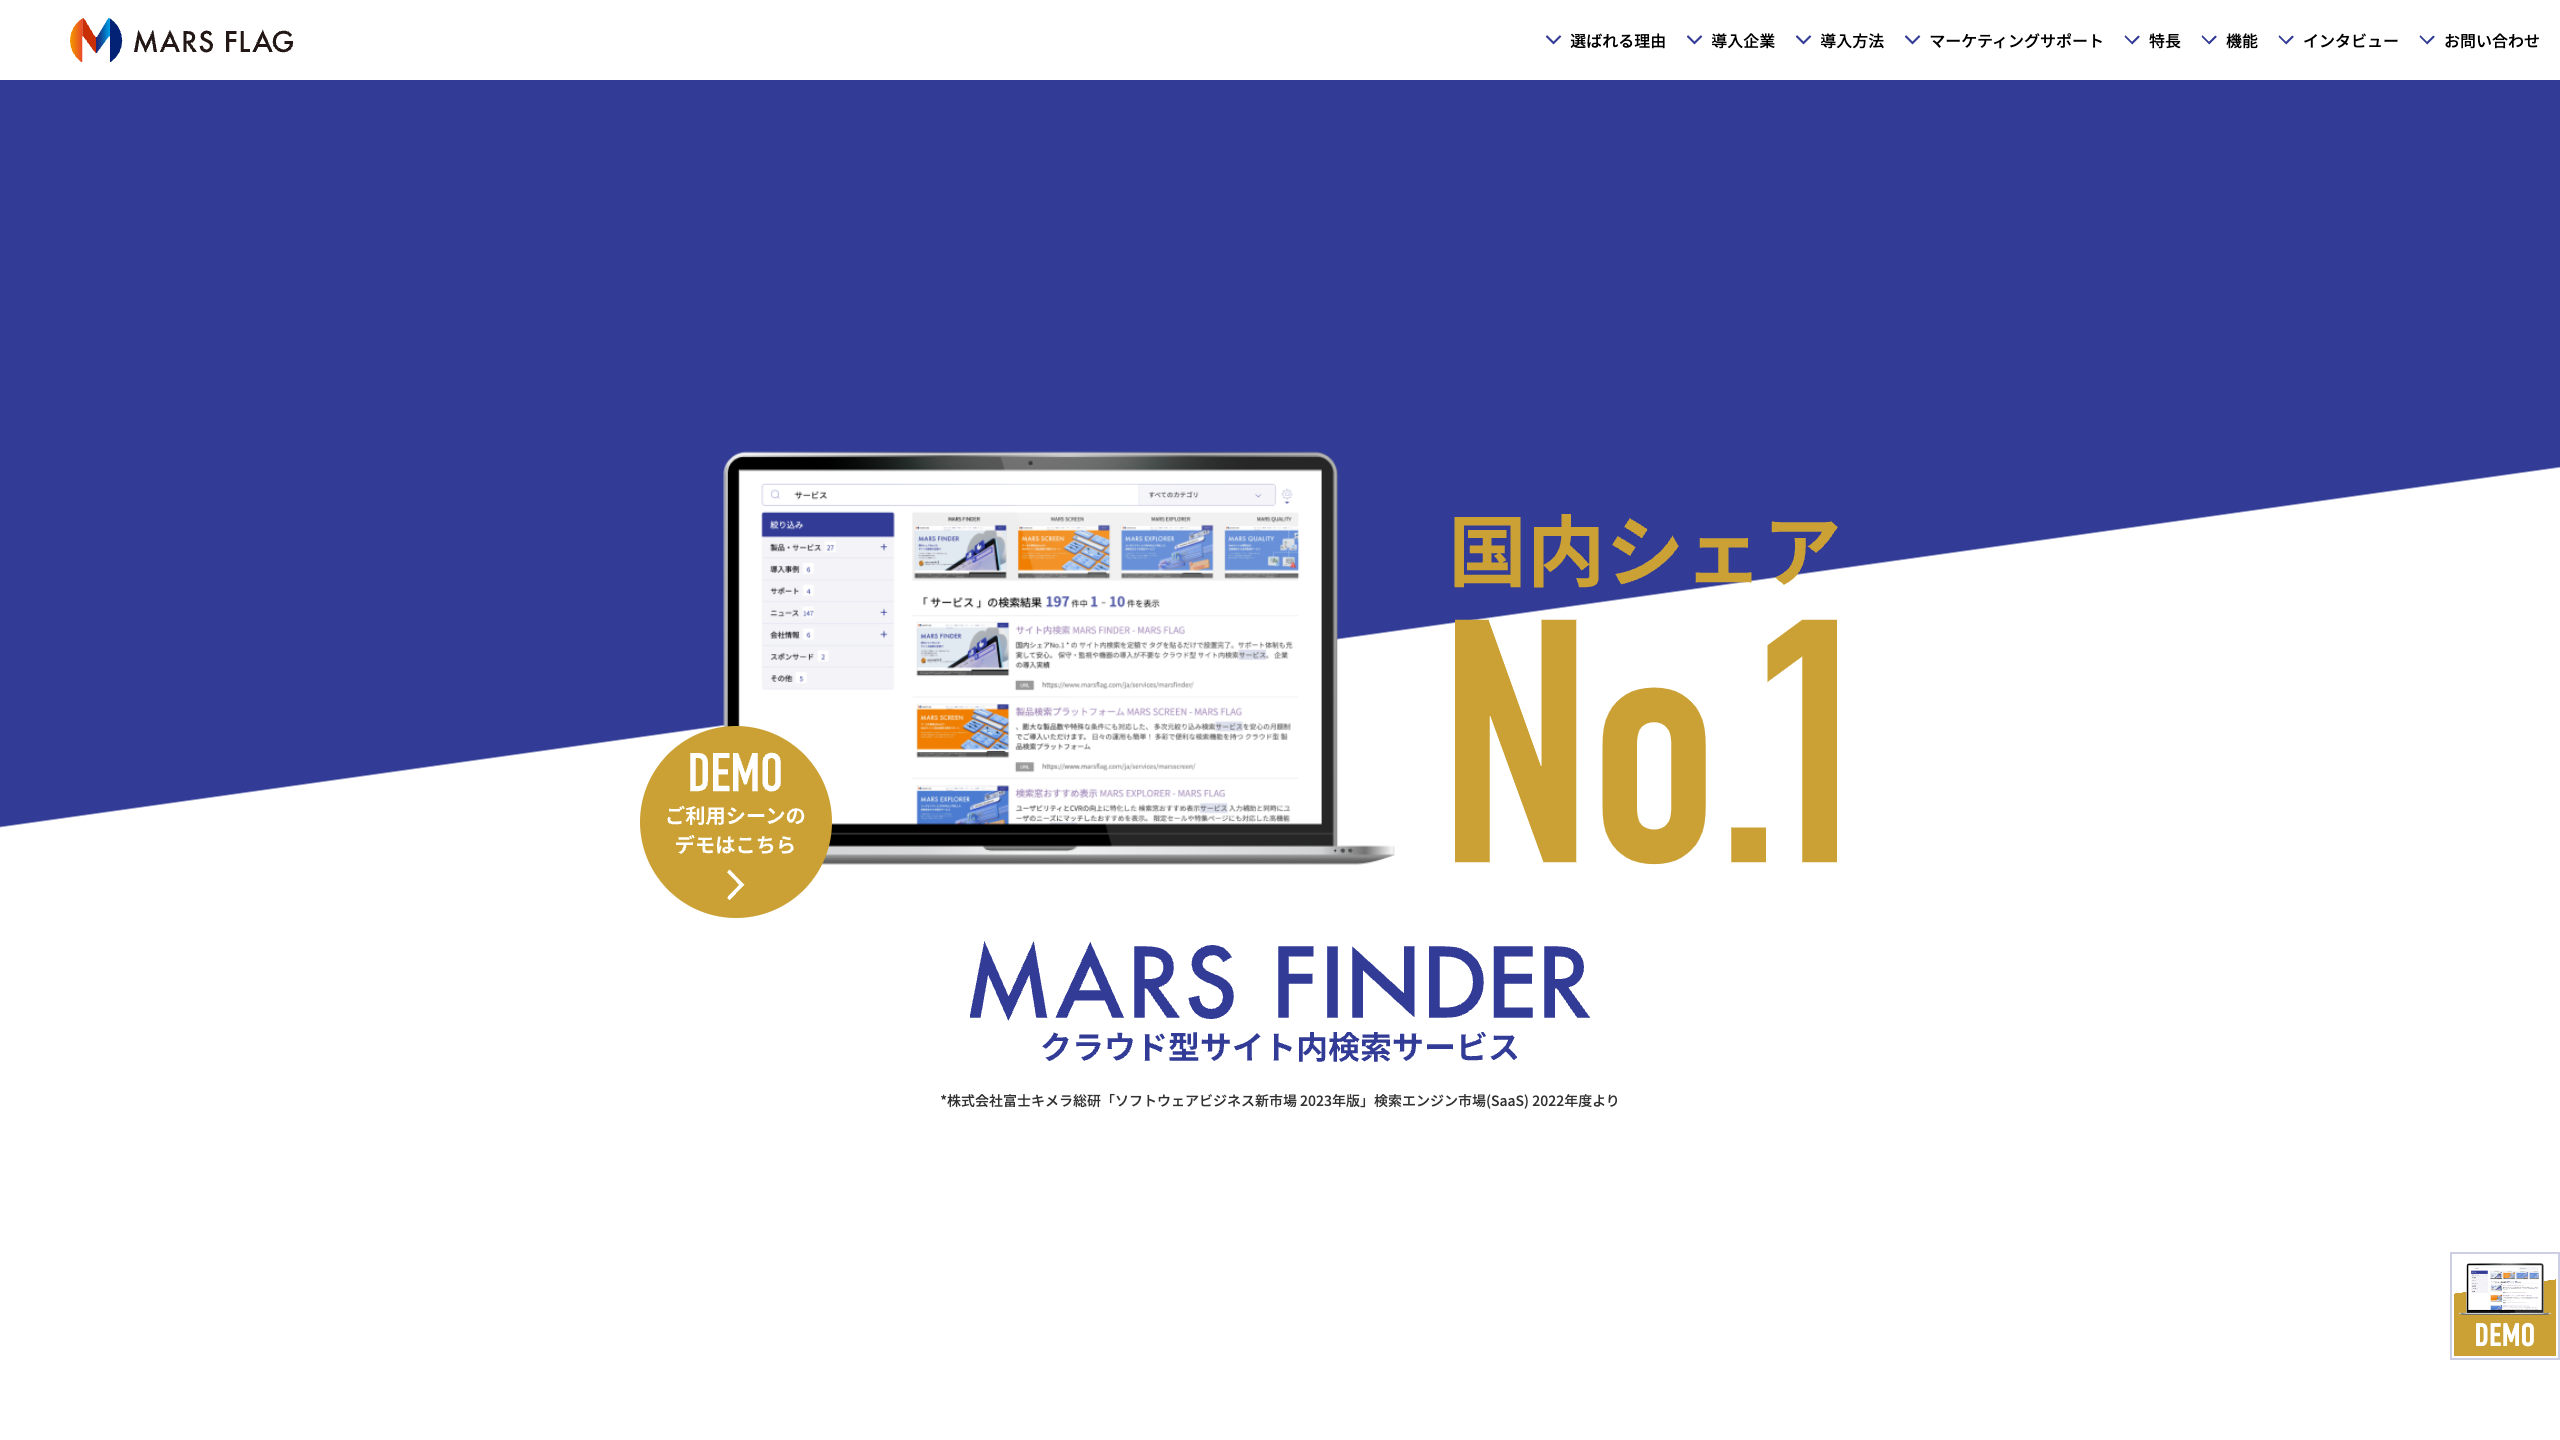 MARS FLAG
選ばれる理由
導入企業
導入方法
マーケティングサポート
特長
機能
インタビュー
お問い合わせ
サービス
すべてのカテゴリ
絞り込み
製品・サービス 27
導入事例 6
サポート 4
ニュース 147
会社情報 6
スポンサード 2
その他 5
MARS FINDER
MARS SCREEN
MARS EXPLORER
MARS QUALITY
MARS FINDER
MARS SCREEN
MARS EXPLORER
MARS QUALITY
「 サービス 」の検索結果 197 件中 1 - 10 件を表示
MARS FINDER
サイト内検索 MARS FINDER - MARS FLAG
国内シェアNo.1 * の サイト内検索を定額で タグを貼るだけで設置完了。サポート体制も充
実して安心。 保守・監視や機器の導入が不要な クラウド型 サイト内検索サービス。 企業
の導入実績
URL https://www.marsflag.com/ja/services/marsfinder/
MARS SCREEN
製品検索プラットフォーム MARS SCREEN - MARS FLAG
、膨大な製品数や特殊な条件にも対応した、 多次元絞り込み検索サービスを安心の月額制
でご導入いただけます。 日々の運用も簡単！ 多彩で便利な検索機能を持つ クラウド型 製
品検索プラットフォーム
URL https://www.marsflag.com/ja/services/marsscreen/
MARS EXPLORER
検索窓おすすめ表示 MARS EXPLORER - MARS FLAG
ユーザビリティとCVRの向上に特化した 検索窓おすすめ表示サービス 入力補助と同時にユ
ーザのニーズにマッチしたおすすめを表示。 限定セールや特集ページにも対応した高機能
国内シェア
No.1
DEMO
ご利用シーンの
デモはこちら
MARS FINDER
クラウド型サイト内検索サービス
*株式会社富士キメラ総研「ソフトウェアビジネス新市場 2023年版」検索エンジン市場(SaaS) 2022年度より
DEMO